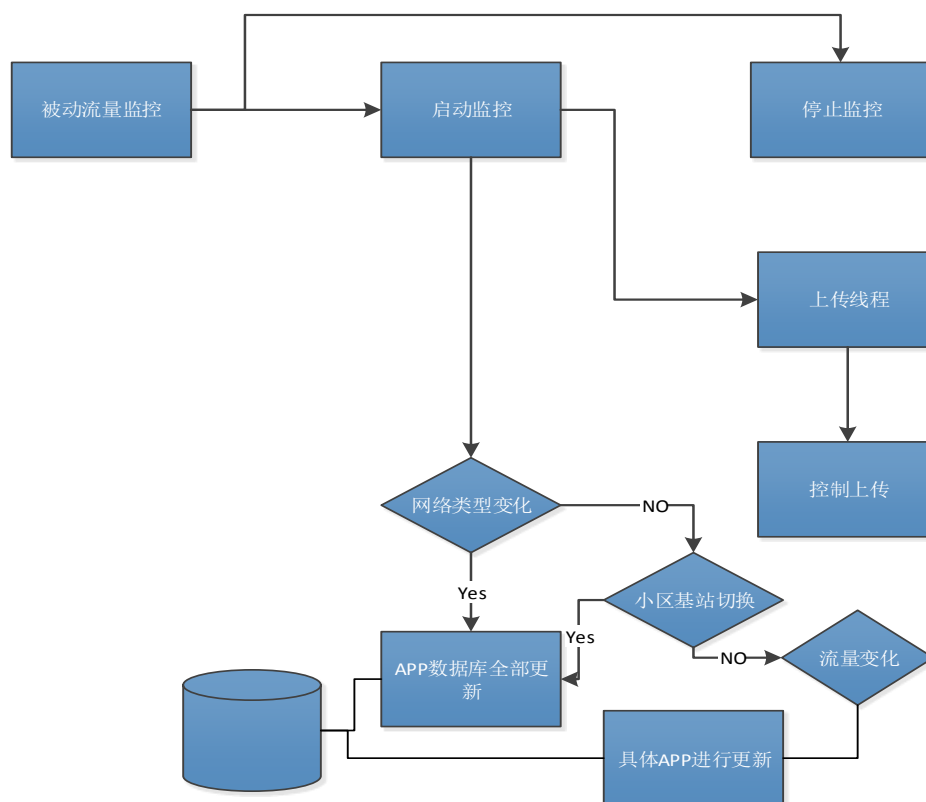 被动流量监控
启动监控
停止监控
上传线程
控制上传
网络类型变化
NO
Yes
小区基站切换
Yes
NO
流量变化
APP数据库全部更
新
具体APP进行更新